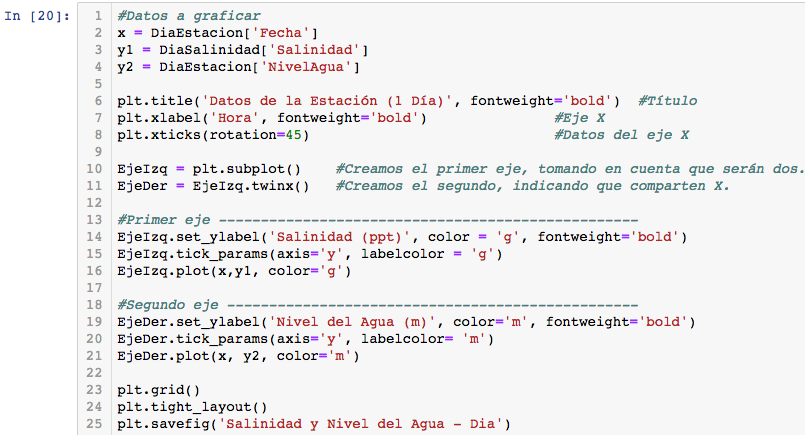 In [20]:
1 #Datos a graficar
2 x = DiaEstacion['Fecha']
3 y1 = DiaSalinidad['Salinidad']
4 y2 = DiaEstacion['NivelAgua']
5
6 plt.title('Datos de la Estación (1 Día)', fontweight='bold')  #Título
7 plt.xlabel('Hora', fontweight='bold')               #Eje X
8 plt.xticks(rotation=45)                             #Datos del eje X
9
10 EjeIzq = plt.subplot()    #Creamos el primer eje, tomando en cuenta que serán dos.
11 EjeDer = EjeIzq.twinx()   #Creamos el segundo, indicando que comparten X.
12
13 #Primer eje --------------------------------------------------
14 EjeIzq.set_ylabel('Salinidad (ppt)', color = 'g', fontweight='bold')
15 EjeIzq.tick_params(axis='y', labelcolor = 'g')
16 EjeIzq.plot(x,y1, color='g')
17
18 #Segundo eje -------------------------------------------------
19 EjeDer.set_ylabel('Nivel del Agua (m)', color='m', fontweight='bold')
20 EjeDer.tick_params(axis='y', labelcolor= 'm')
21 EjeDer.plot(x, y2, color='m')
22
23 plt.grid()
24 plt.tight_layout()
25 plt.savefig('Salinidad y Nivel del Agua - Dia')